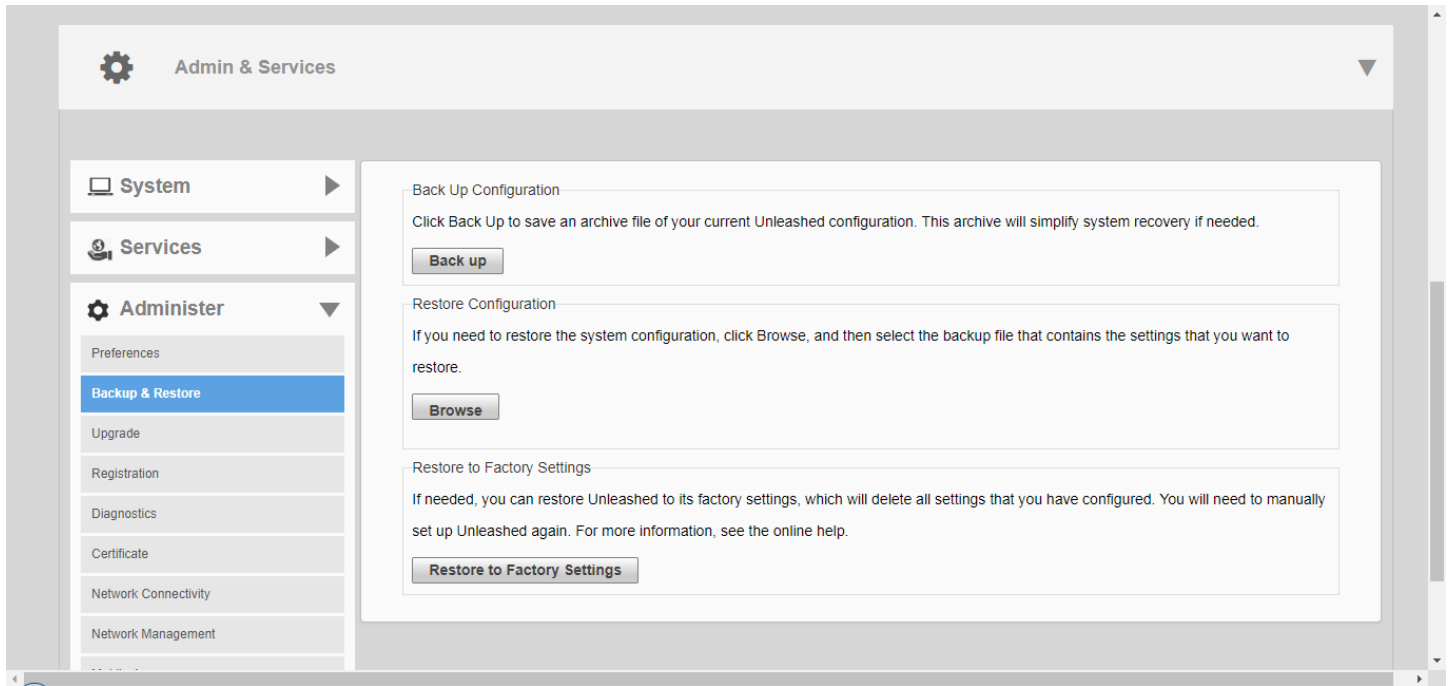 Admin & Services
System
Services
Administer
Preferences
Backup & Restore
Upgrade
Registration
Diagnostics
Certificate
Network Connectivity
Network Management
Back Up Configuration
Click Back Up to save an archive file of your current Unleashed configuration. This archive will simplify system recovery if needed.
Back up
Restore Configuration
If you need to restore the system configuration, click Browse, and then select the backup file that contains the settings that you want to
restore.
Browse
Restore to Factory Settings
If needed, you can restore Unleashed to its factory settings, which will delete all settings that you have configured. You will need to manually
set up Unleashed again. For more information, see the online help.
Restore to Factory Settings